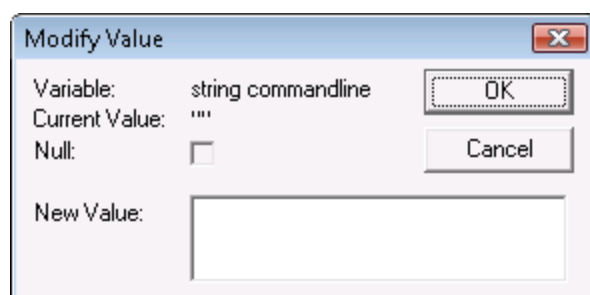 Modify Value
Variable: string commandline OK
Current Value: ""
Null: Cancel
New Value: